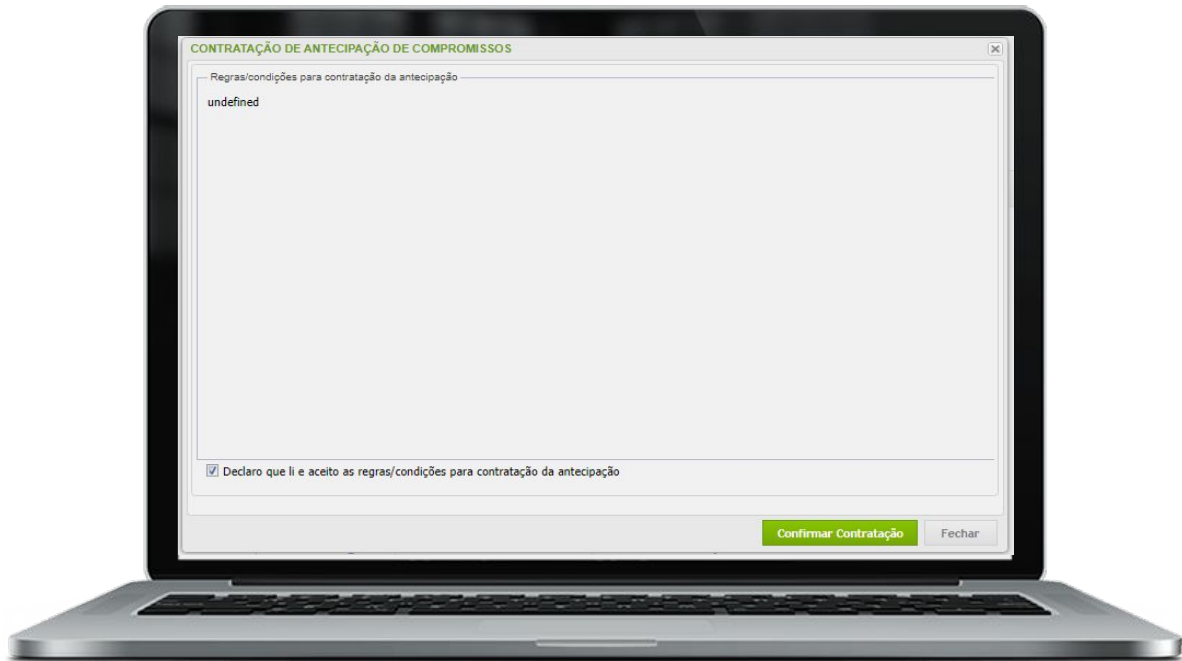 CONTRATAÇÃO DE ANTECIPAÇÃO DE COMPROMISSOS
Regras/condições para contratação da antecipação
undefined
Declaro que li e aceito as regras/condições para contratação da antecipação
Confirmar Contratação
Fechar